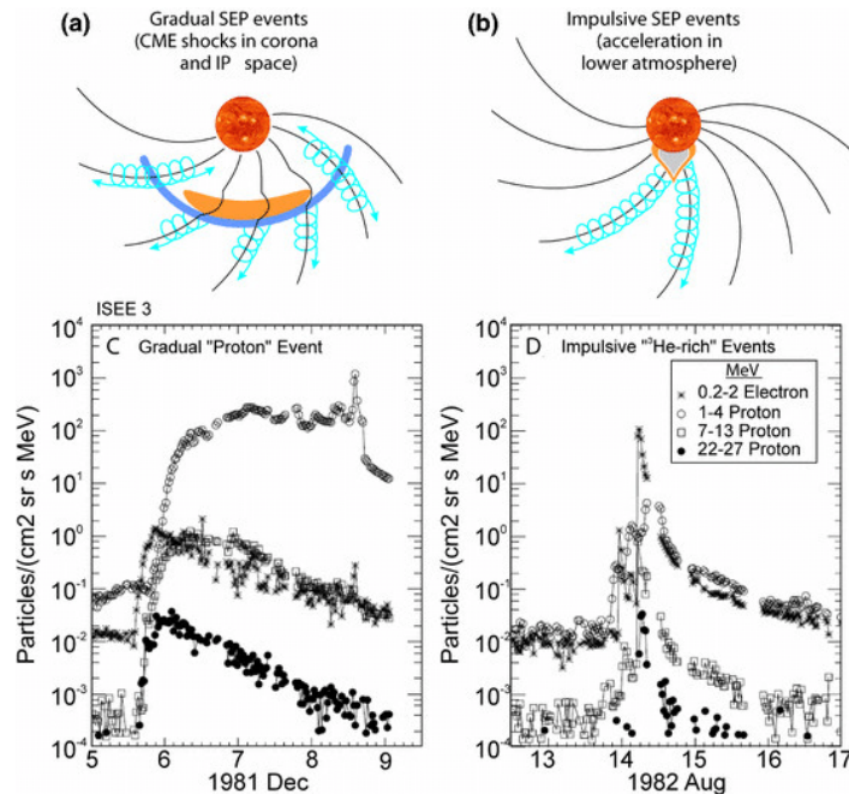 (a)
Gradual SEP events
(CME shocks in corona
and IP space)
(b)
Impulsive SEP events
(acceleration in
lower atmosphere)
ISEE 3
C Gradual "Proton" Event
Particles/(cm2 sr s MeV)
10^4
10^3
10^2
10^1
10^0
10^-1
10^-2
10^-3
10^-4
5 6 7 8 9
1981 Dec
D Impulsive "³He-rich" Events
MeV
0.2-2 Electron
1-4 Proton
7-13 Proton
22-27 Proton
Particles/(cm2 sr s MeV)
10^4
10^3
10^2
10^1
10^0
10^-1
10^-2
10^-3
10^-4
13 14 15 16 17
1982 Aug